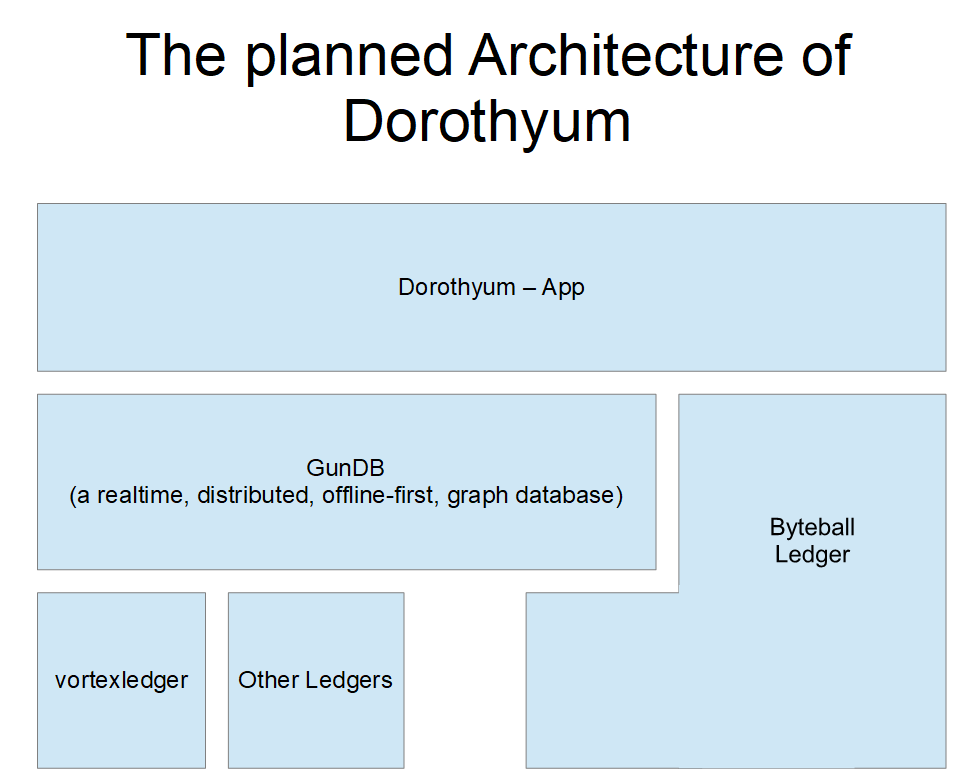 The planned Architecture of
Dorothyum
Dorothyum – App
GunDB
(a realtime, distributed, offline-first, graph database)
Byteball
Ledger
vortexledger
Other Ledgers